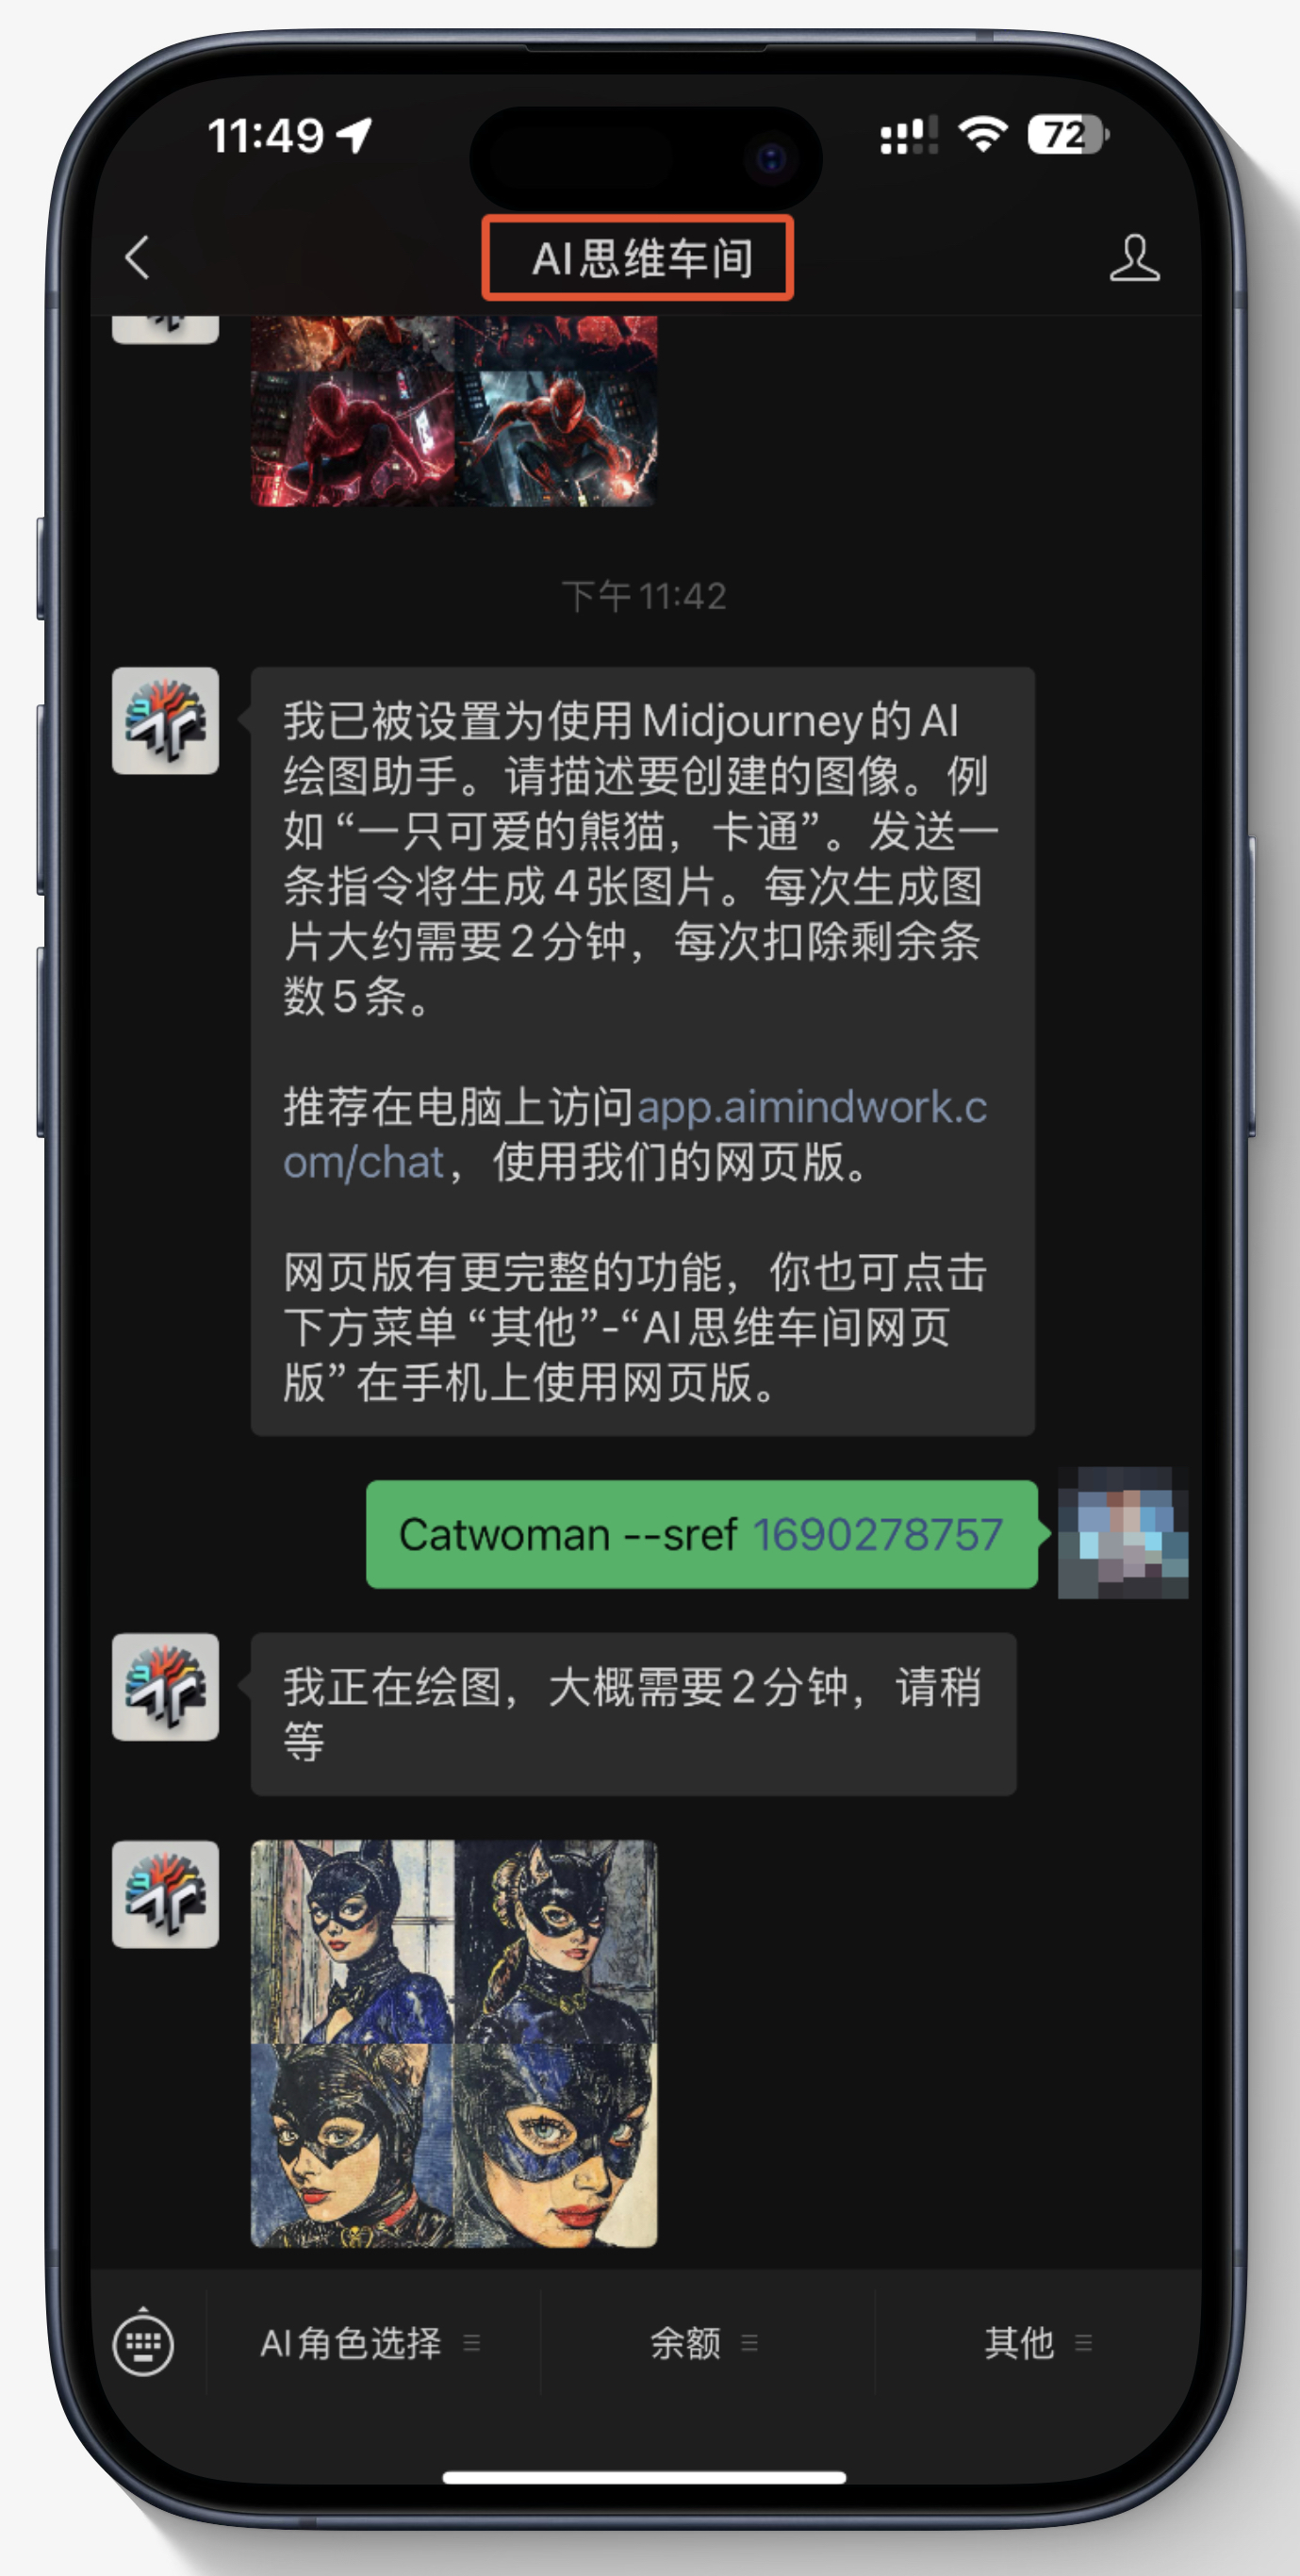 11:49
72
AI思维车间
下午11:42
我已被设置为使用Midjourney的AI
绘图助手。请描述要创建的图像。例
如“一只可爱的熊猫，卡通”。发送一
条指令将生成4张图片。每次生成图
片大约需要2分钟，每次扣除剩余条
数5条。
推荐在电脑上访问app.aimindwork.c
om/chat，使用我们的网页版。
网页版有更完整的功能，你也可点击
下方菜单“其他”-“AI思维车间网页
版”在手机上使用网页版。
Catwoman --sref 1690278757
我正在绘图，大概需要2分钟，请稍
等
AI角色选择
余额
其他